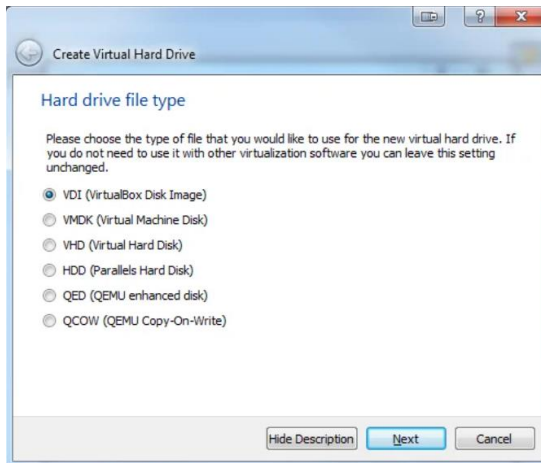 Create Virtual Hard Drive
Hard drive file type
Please choose the type of file that you would like to use for the new virtual hard drive. If
you do not need to use it with other virtualization software you can leave this setting
unchanged.
VDI (VirtualBox Disk Image)
VMDK (Virtual Machine Disk)
VHD (Virtual Hard Disk)
HDD (Parallels Hard Disk)
QED (QEMU enhanced disk)
QCOW (QEMU Copy-On-Write)
Hide Description Next Cancel